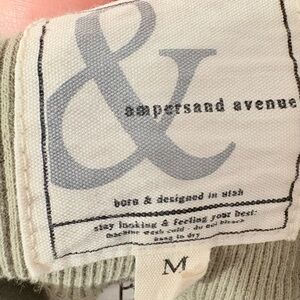 &
ampersand avenue
born & designed in utah
stay looking & feeling your best:
machine wash cold - do not bleach
hang to dry
M